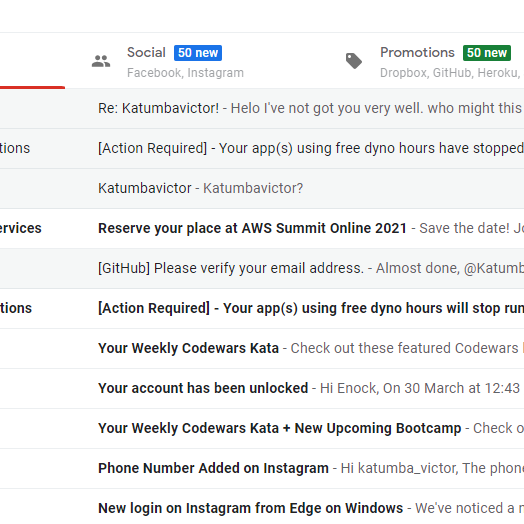 Social 50 new
Facebook, Instagram
Promotions 50 new
Dropbox, GitHub, Heroku,
Re: Katumbavictor! - Helo I've not got you very well. who might this
tions [Action Required] - Your app(s) using free dyno hours have stopped
Katumbavictor - Katumbavictor?
ervices Reserve your place at AWS Summit Online 2021 - Save the date! Jo
[GitHub] Please verify your email address. - Almost done, @Katumb
tions [Action Required] - Your app(s) using free dyno hours will stop run
Your Weekly Codewars Kata - Check out these featured Codewars
Your account has been unlocked - Hi Enock, On 30 March at 12:43
Your Weekly Codewars Kata + New Upcoming Bootcamp - Check o
Phone Number Added on Instagram - Hi katumba_victor, The phone
New login on Instagram from Edge on Windows - We've noticed a